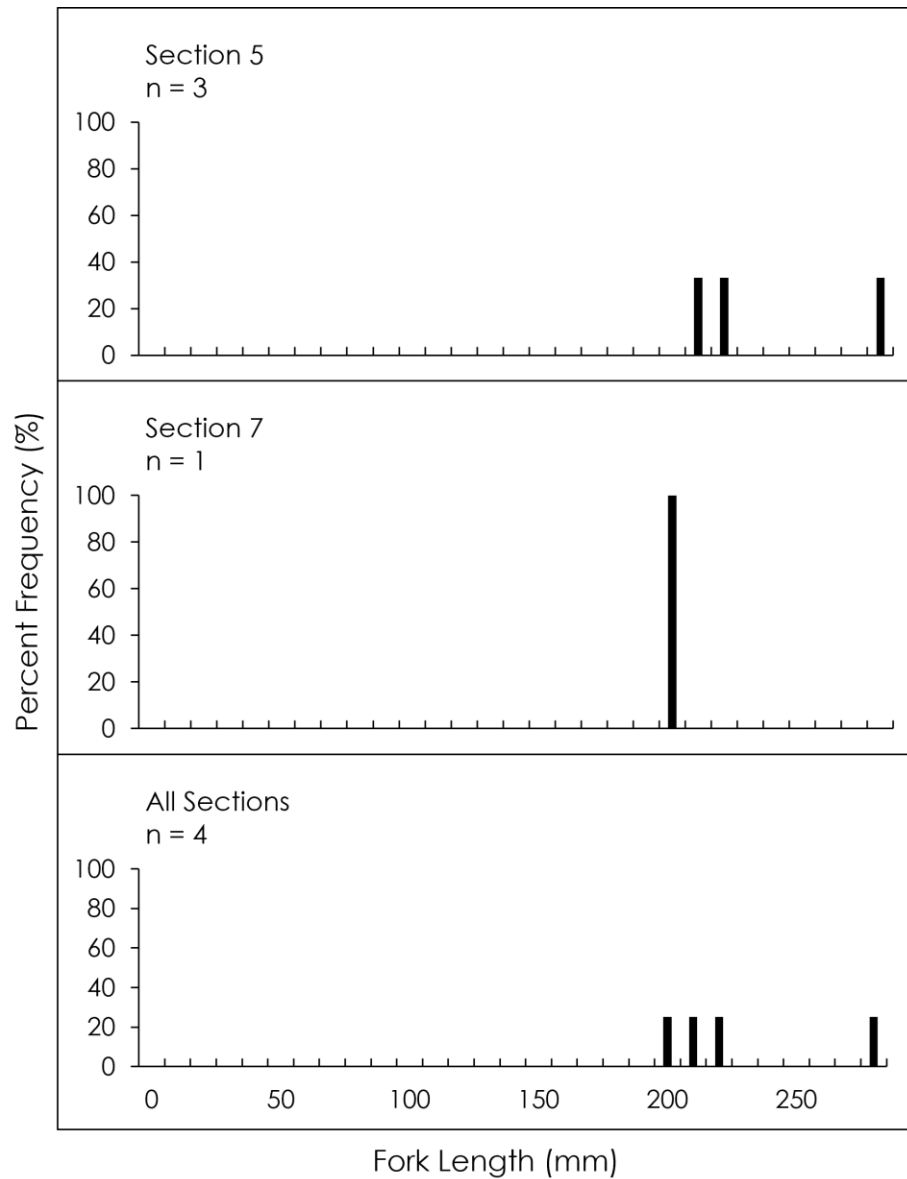 Section 5
n = 3
100
80
60
40
20
0
Section 7
n = 1
100
80
60
40
20
0
All Sections
n = 4
100
80
60
40
20
0
0 50 100 150 200 250
Percent Frequency (%)
Fork Length (mm)